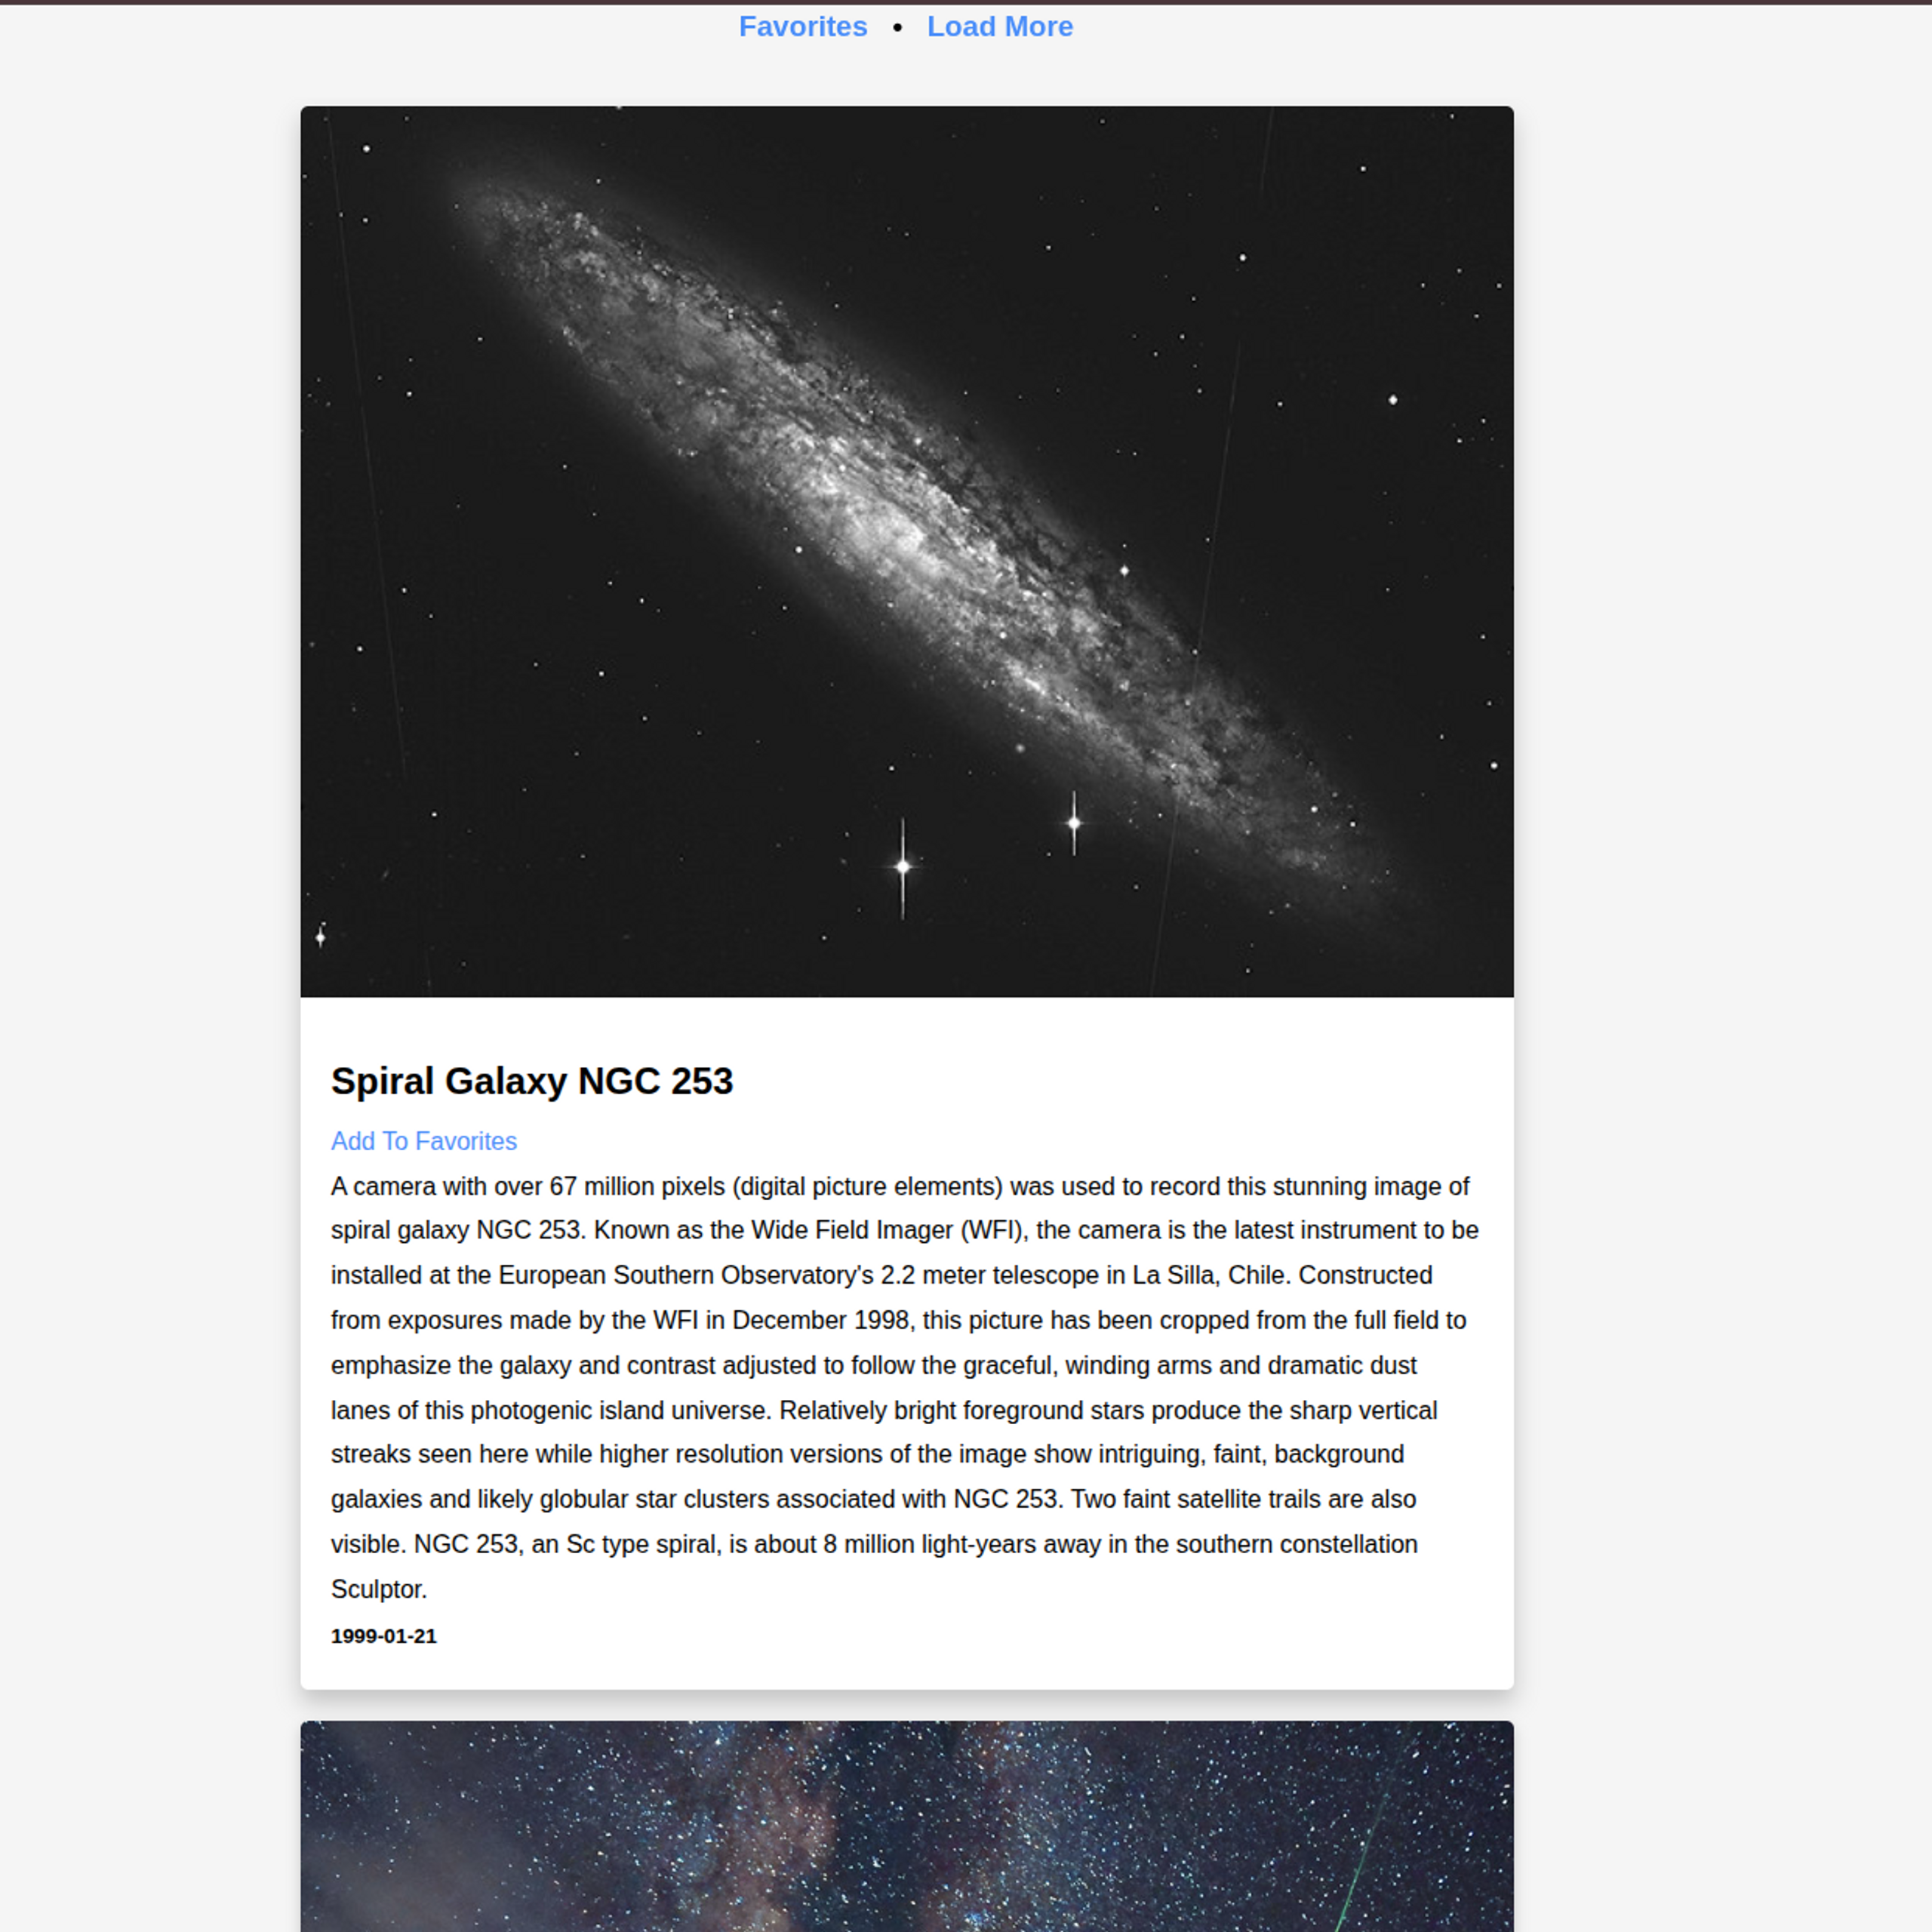 Favorites • Load More
Spiral Galaxy NGC 253
Add To Favorites
A camera with over 67 million pixels (digital picture elements) was used to record this stunning image of
spiral galaxy NGC 253. Known as the Wide Field Imager (WFI), the camera is the latest instrument to be
installed at the European Southern Observatory's 2.2 meter telescope in La Silla, Chile. Constructed
from exposures made by the WFI in December 1998, this picture has been cropped from the full field to
emphasize the galaxy and contrast adjusted to follow the graceful, winding arms and dramatic dust
lanes of this photogenic island universe. Relatively bright foreground stars produce the sharp vertical
streaks seen here while higher resolution versions of the image show intriguing, faint, background
galaxies and likely globular star clusters associated with NGC 253. Two faint satellite trails are also
visible. NGC 253, an Sc type spiral, is about 8 million light-years away in the southern constellation
Sculptor.
1999-01-21